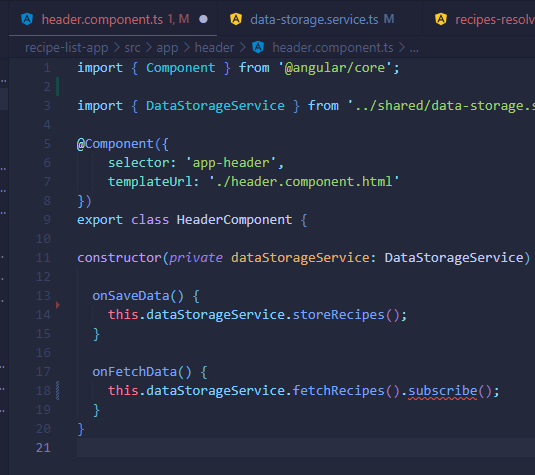 header.component.ts 1, M
data-storage.service.ts M
recipes-resolv
recipe-list-app > src > app > header > header.component.ts > ...
1 import { Component } from '@angular/core';
2
3 import { DataStorageService } from '../shared/data-storage.s
4
5 @Component({
6 selector: 'app-header',
7 templateUrl: './header.component.html'
8 })
9 export class HeaderComponent {
10
11 constructor(private dataStorageService: DataStorageService)
12
13 onSaveData() {
14 this.dataStorageService.storeRecipes();
15 }
16
17 onFetchData() {
18 this.dataStorageService.fetchRecipes().subscribe();
19 }
20 }
21